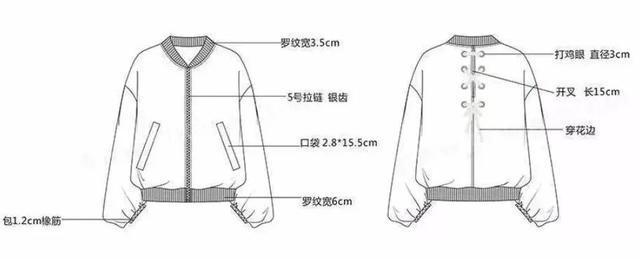 罗纹宽3.5cm
5号拉链 银齿
口袋 2.8*15.5cm
罗纹宽6cm
包1.2cm橡筋
打鸡眼 直径3cm
开叉 长15cm
穿花边